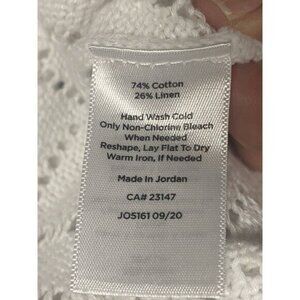 74% Cotton
26% Linen
Hand Wash Cold
Only Non-Chlorine Bleach
When Needed
Reshape, Lay Flat To Dry
Warm Iron, If Needed
Made in Jordan
CA# 23147
JO5161 09/20